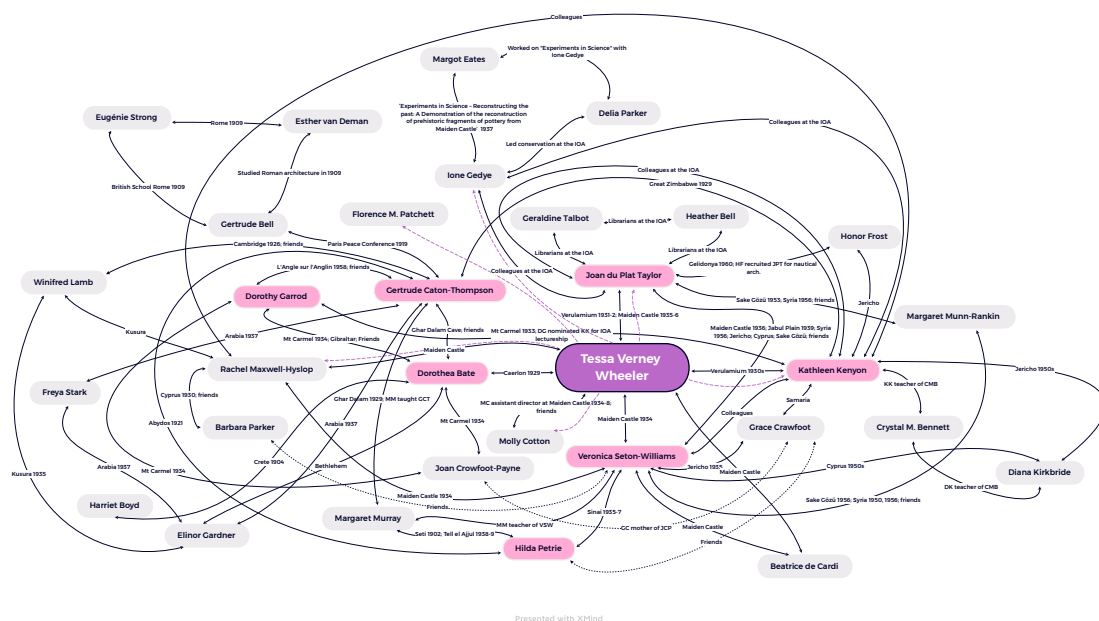 Colleagues
Worked on "Experiments in Science" with
Ione Gedye
Margot Eates
'Experiments in Science – Reconstructing the
past: A Demonstration of the reconstruction
of prehistoric fragments of pottery from
Maiden Castle' 1937
Delia Parker
Eugénie Strong
Rome 1909
Esther van Deman
Colleagues at the IOA
Led conservation at the IOA
Ione Gedye
Colleagues at the IOA
Great Zimbabwe 1929
Studied Roman architecture in 1909
British School Rome 1909
Florence M. Patchett
Geraldine Talbot
Librarians at the IOA
Heather Bell
Gertrude Bell
Honor Frost
Cambridge 1926; friends
Paris Peace Conference 1919
Librarians at the IOA
Librarians at the IOA
L'Angle sur l'Anglin 1958; friends
Colleagues at the IOA
Joan du Plat Taylor
Gelidonya 1960; HF recruited JPT for nautical
arch.
Winifred Lamb
Dorothy Garrod
Gertrude Caton-Thompson
Sake Gözü 1953; Syria 1956; friends
Jericho
Verulamium 1931-2; Maiden Castle 1935-6
Margaret Munn-Rankin
Kusura
Arabia 1937
Mt Carmel 1934; Gibraltar; Friends
Ghar Dalam Cave; friends
Mt Carmel 1933; DG nominated KK for IOA
lectureship
Maiden Castle 1936; Jabul Plain 1939; Syria
1956; Jericho; Cyprus; Sake Gözü; friends
Maiden Castle
Tessa Verney
Wheeler
Rachel Maxwell-Hyslop
Dorothea Bate
Caerlon 1929
Verulamium 1930s
Kathleen Kenyon
Jericho 1950s
Freya Stark
Cyprus 1930; friends
Ghar Dalam 1929; MM taught GCT
MC assistant director at Maiden Castle 1934-8;
friends
KK teacher of CMB
Samaria
Barbara Parker
Abydos 1921
Arabia 1937
Mt Carmel 1934
Maiden Castle 1934
Colleagues
Grace Crawfoot
Crystal M. Bennett
Molly Cotton
Veronica Seton-Williams
Crete 1904
Bethlehem
Joan Crowfoot-Payne
Arabia 1937
Mt Carmel 1934
Kusura 1935
Maiden Castle
Cyprus 1950s
Diana Kirkbride
DK teacher of CMB
Harriet Boyd
Maiden Castle 1934
Friends
Sake Gözü 1956; Syria 1950, 1956; friends
Margaret Murray
Sinai 1935-7
MM teacher of VSW
GC mother of JCP
Maiden Castle
Elinor Gardner
Seti 1902; Tell el Ajjul 1938-9
Hilda Petrie
Friends
Beatrice de Cardi
Presented with XMind